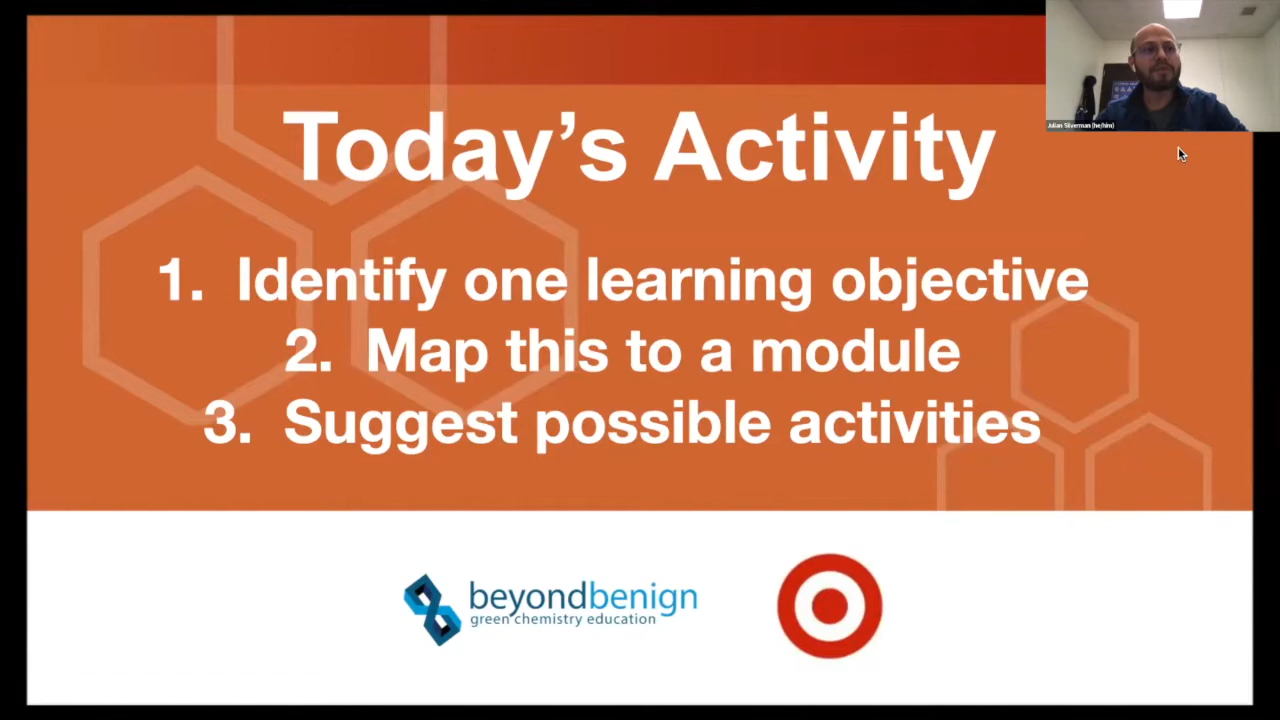 Today's Activity
1. Identify one learning objective
2. Map this to a module
3. Suggest possible activities
beyondbenign
green chemistry education
Julian Silverman (he/him)